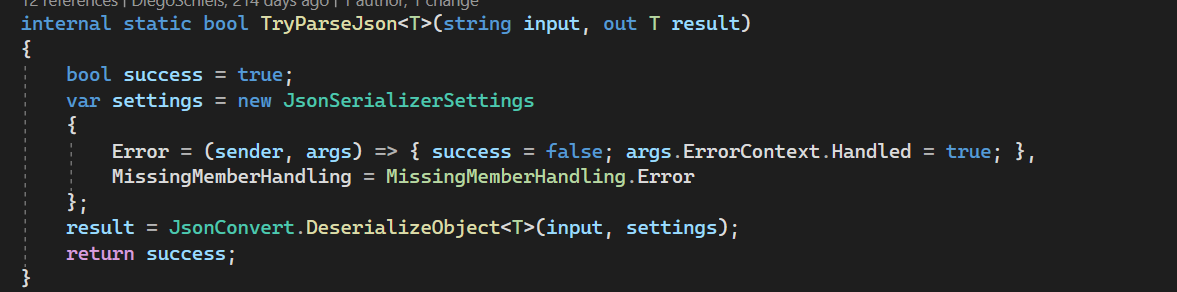 12 references | DiegoSchiels, 214 days ago | 1 author, 1 change
internal static bool TryParseJson<T>(string input, out T result)
{
    bool success = true;
    var settings = new JsonSerializerSettings
    {
        Error = (sender, args) => { success = false; args.ErrorContext.Handled = true; },
        MissingMemberHandling = MissingMemberHandling.Error
    };
    result = JsonConvert.DeserializeObject<T>(input, settings);
    return success;
}